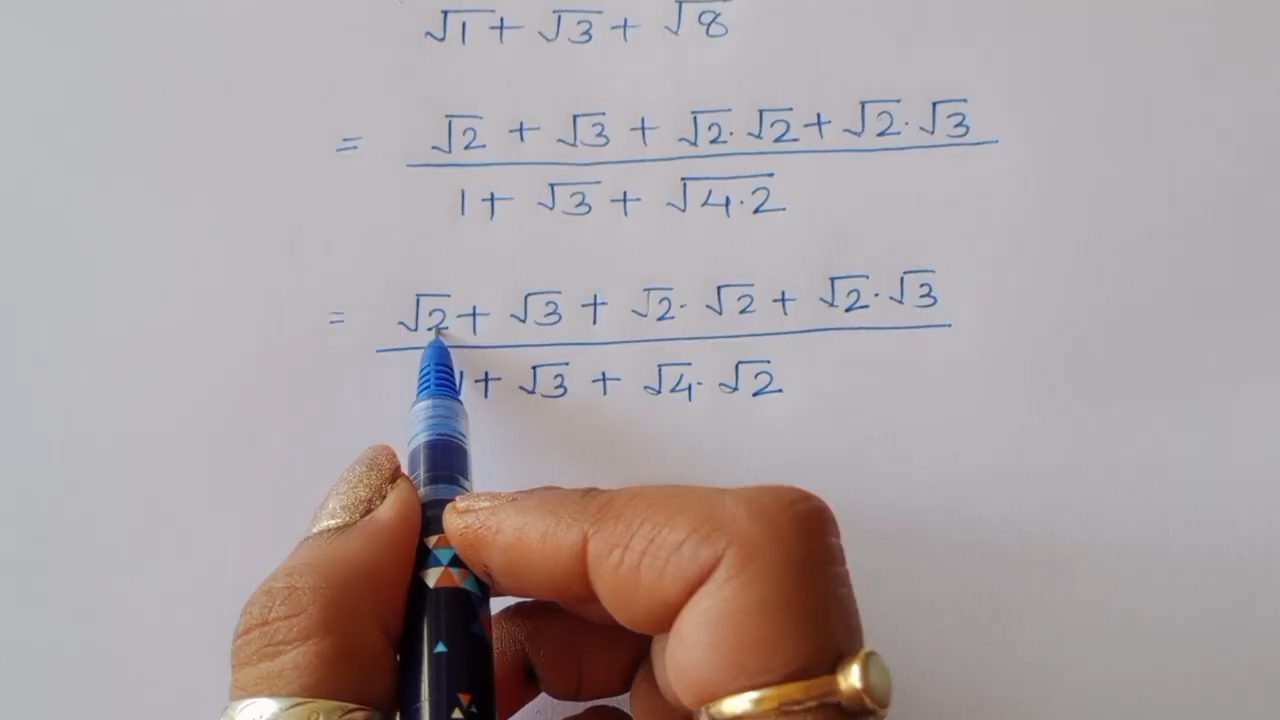 √1 + √3 + √8
= √2 + √3 + √2·√2 + √2·√3
1 + √3 + √4·2
= √2 + √3 + √2·√2 + √2·√3
1 + √3 + √4·√2